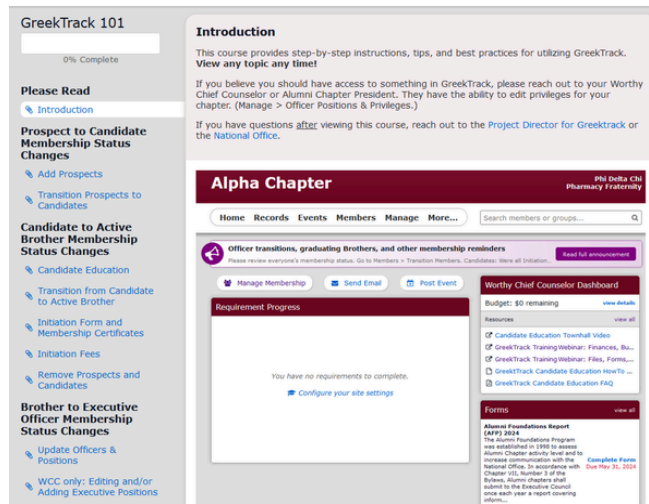 GreekTrack 101
0% Complete
Please Read
Introduction
Prospect to Candidate
Membership Status
Changes
Add Prospects
Transition Prospects to
Candidates
Candidate to Active
Brother Membership
Status Changes
Candidate Education
Transition from Candidate
to Active Brother
Initiation Form and
Membership Certificates
Initiation Fees
Remove Prospects and
Candidates
Brother to Executive
Officer Membership
Status Changes
Update Officers &
Positions
WCC only: Editing and/or
Adding Executive Positions
Introduction
This course provides step-by-step instructions, tips, and best practices for utilizing GreekTrack.
View any topic any time!
If you believe you should have access to something in GreekTrack, please reach out to your Worthy
Chief Counselor or Alumni Chapter President. They have the ability to edit privileges for your
chapter. (Manage > Officer Positions & Privileges.)
If you have questions after viewing this course, reach out to the Project Director for Greektrack or
the National Office.
Alpha Chapter
Phi Delta Chi
Pharmacy Fraternity
Home Records Events Members Manage More...
Search members or groups...
Officer transitions, graduating Brothers, and other membership reminders
Please review everyone's membership status. Go to Members > Transition Members. Candidates: Were all Initiation.
Read full announcement
Manage Membership
Send Email
Post Event
Requirement Progress
You have no requirements to complete.
Configure your site settings
Worthy Chief Counselor Dashboard
Budget: $0 remaining
view details
Resources
view all
Candidate Education Townhall Video
GreekTrack Training Webinar: Finances, Bu...
GreekTrack Training Webinar: Files, Forms,...
GreektTrack Candidate Education HowTo ...
GreekTrack Candidate Education FAQ
Forms
view all
Alumni Foundations Report
(AFP) 2024
The Alumni Foundations Program
was established in 1998 to assess
Alumni Chapter activity level and to
increase communication with the
National Office. In accordance with
Chapter VII, Number 3 of the
Bylaws, Alumni chapters shall
submit to the Executive Council
once each year a report covering
inform...
Complete Form
Due May 31, 2024